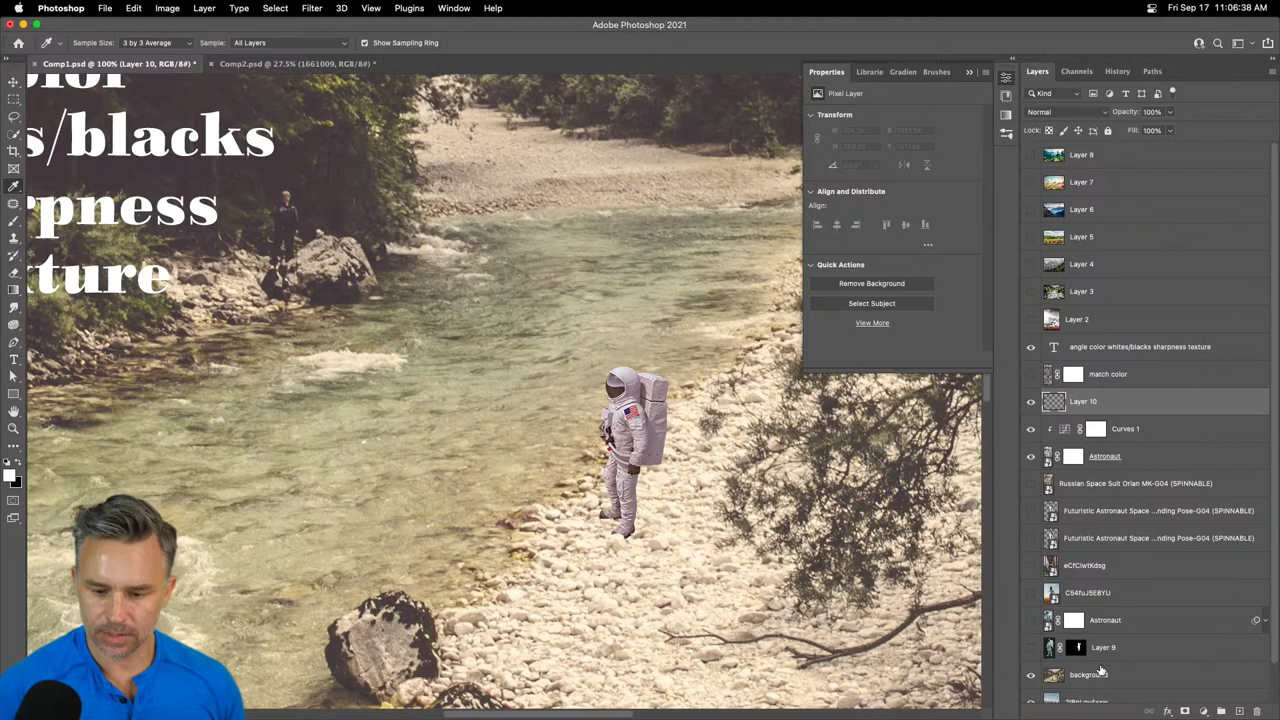 Photoshop File Edit Image Layer Type Select Filter 3D View Plugins Window Help Fri Sep 17 11:06:38 AM
Adobe Photoshop 2021
Sample Size: 3 by 3 Average Sample: All Layers Show Sampling Ring
Comp1.psd @ 100% (Layer 10, RGB/8#) * Comp2.psd @ 27.5% (1661009, RGB/8#) *
olor
s/blacks
rpness
xture
Properties Librarie Gradien Brushes
Pixel Layer
Transform
Align and Distribute
Align:
Quick Actions
Remove Background
Select Subject
View More
Layers Channels History Paths
Kind
Normal Opacity: 100%
Lock: Fill: 100%
Layer 8
Layer 7
Layer 6
Layer 5
Layer 4
Layer 3
Layer 2
angle color whites/blacks sharpness texture
match color
Layer 10
Curves 1
Astronaut
Russian Space Suit Orlan MK-G04 (SPINNABLE)
Futuristic Astronaut Space ...nding Pose-G04 (SPINNABLE)
Futuristic Astronaut Space ...nding Pose-G04 (SPINNABLE)
eCfCIwtKdsg
C54fuJ5E8YU
Astronaut
Layer 9
background